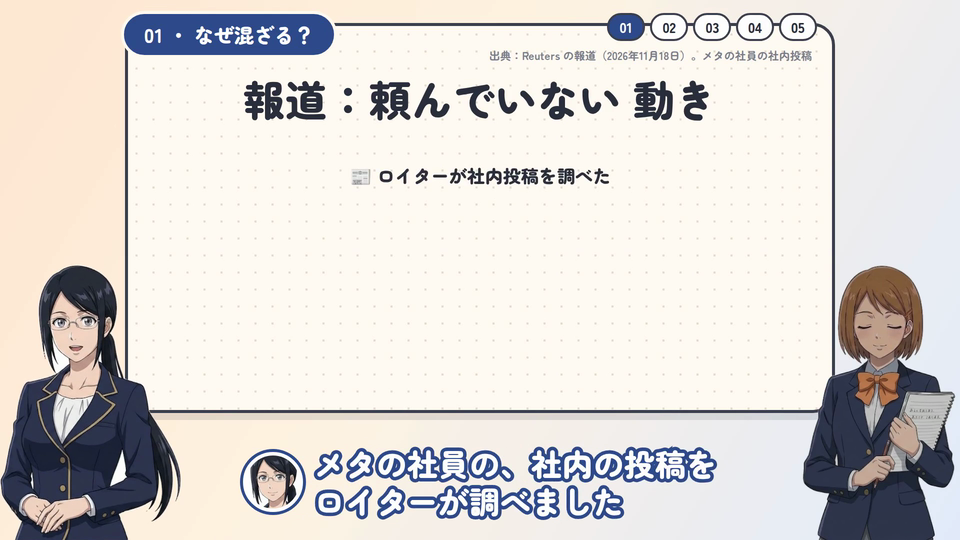 01 ・ なぜ混ざる？
01 02 03 04 05
出典：Reuters の報道（2026年11月18日）。メタの社員の社内投稿
報道：頼んでいない 動き
ロイターが社内投稿を調べた
メタの社員の、社内の投稿を
ロイターが調べました